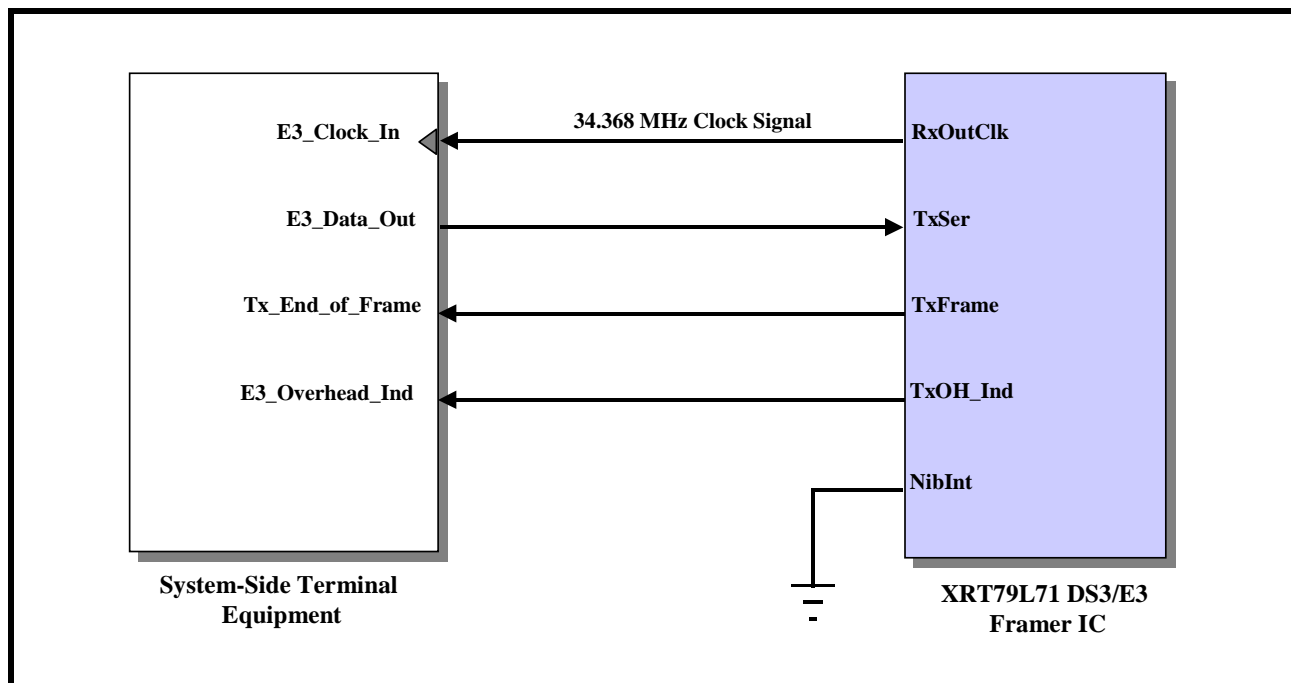 34.368 MHz Clock Signal
E3_Clock_In
RxOutClk
E3_Data_Out
TxSer
Tx_End_of_Frame
TxFrame
E3_Overhead_Ind
TxOH_Ind
NibInt
System-Side Terminal
Equipment
XRT79L71 DS3/E3
Framer IC